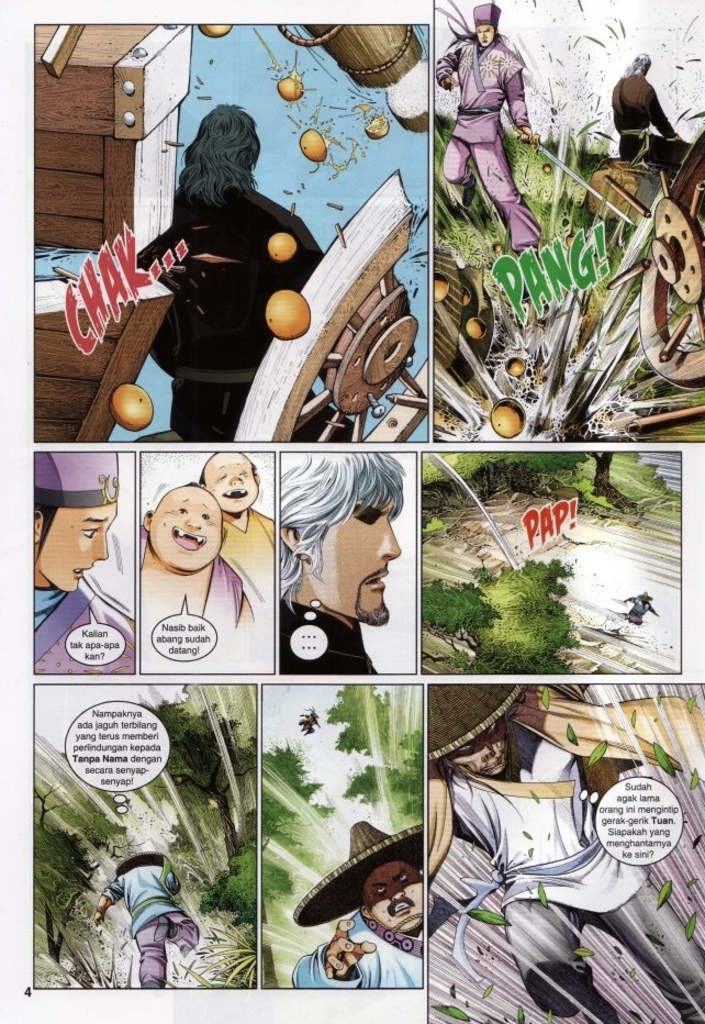 CHAK...
PANG!
Kalian
tak apa-apa
kan?
Nasib baik
abang sudah
datang!
...
...
PAP!
Nampaknya
ada jaguh terbilang
yang terus memberi
perlindungan kepada
Tanpa Nama dengan
secara senyap-
senyap!
Sudah
agak lama
orang ini mengintip
gerak-gerik Tuan.
Siapakah yang
menghantarnya
ke sini?
4